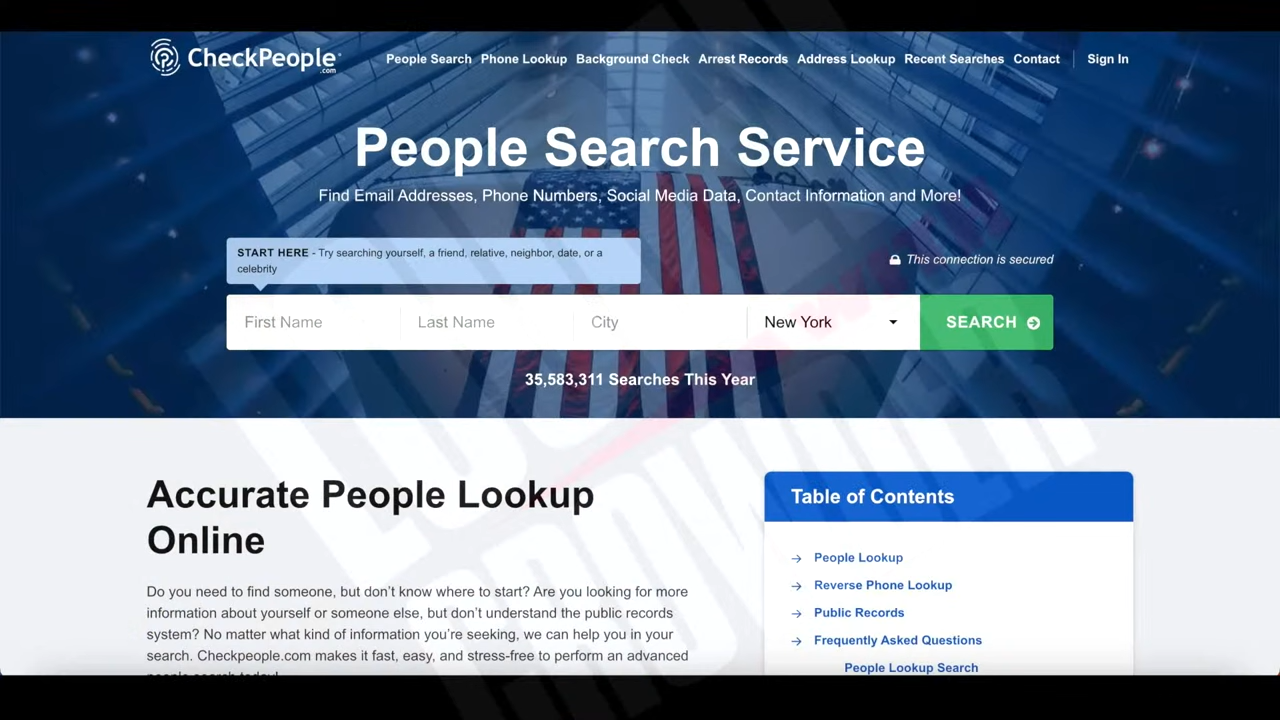 CheckPeople.com
People Search Phone Lookup Background Check Arrest Records Address Lookup Recent Searches Contact Sign In
People Search Service
Find Email Addresses, Phone Numbers, Social Media Data, Contact Information and More!
START HERE - Try searching yourself, a friend, relative, neighbor, date, or a
celebrity
This connection is secured
First Name Last Name City New York SEARCH
35,583,311 Searches This Year
Accurate People Lookup
Online
Do you need to find someone, but don't know where to start? Are you looking for more
information about yourself or someone else, but don't understand the public records
system? No matter what kind of information you're seeking, we can help you in your
search. Checkpeople.com makes it fast, easy, and stress-free to perform an advanced
people search today!
Table of Contents
People Lookup
Reverse Phone Lookup
Public Records
Frequently Asked Questions
People Lookup Search